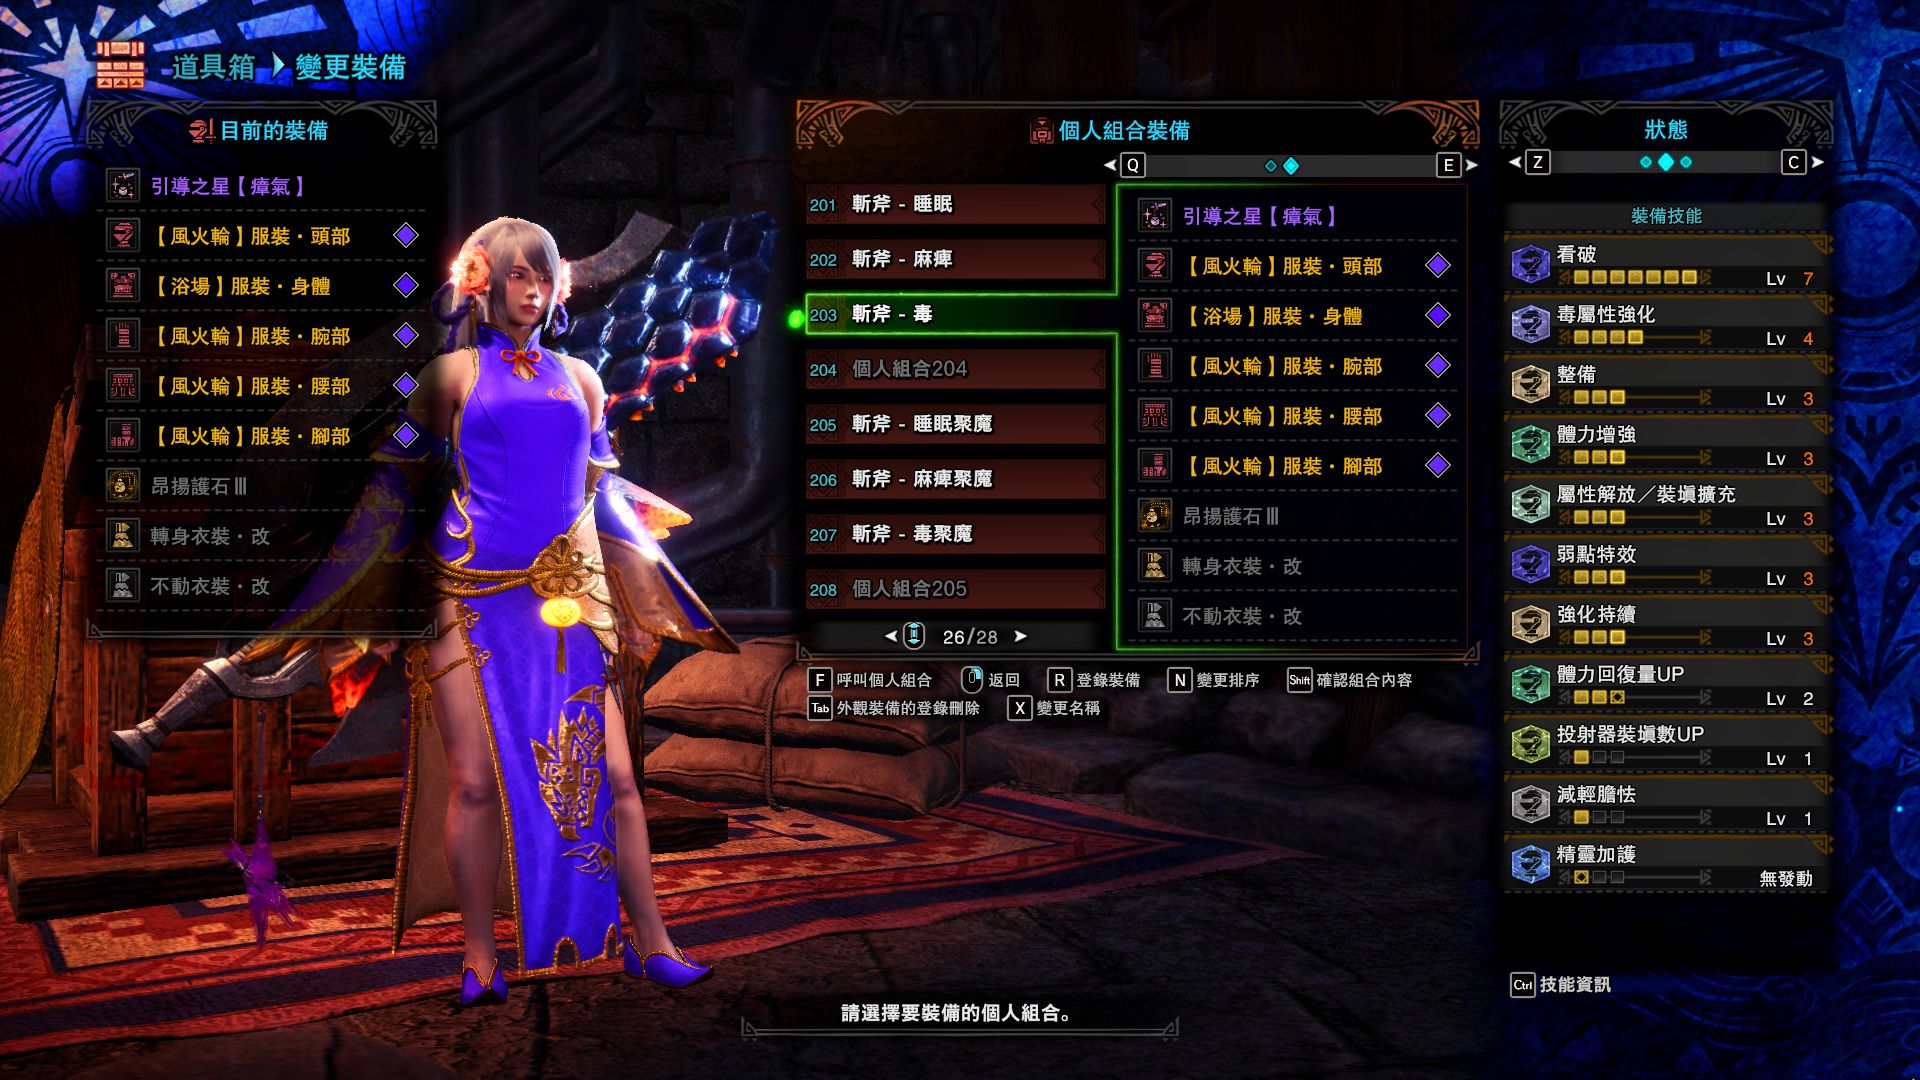 道具箱 變更裝備
目前的裝備
引導之星【瘴氣】
【風火輪】服裝・頭部
【浴場】服裝・身體
【風火輪】服裝・腕部
【風火輪】服裝・腰部
【風火輪】服裝・腳部
昂揚護石Ⅲ
轉身衣裝・改
不動衣裝・改
個人組合裝備
Q E
201 斬斧 - 睡眠
202 斬斧 - 麻痺
203 斬斧 - 毒
204 個人組合204
205 斬斧 - 睡眠聚魔
206 斬斧 - 麻痺聚魔
207 斬斧 - 毒聚魔
208 個人組合205
26/28
引導之星【瘴氣】
【風火輪】服裝・頭部
【浴場】服裝・身體
【風火輪】服裝・腕部
【風火輪】服裝・腰部
【風火輪】服裝・腳部
昂揚護石Ⅲ
轉身衣裝・改
不動衣裝・改
F 呼叫個人組合 返回 R 登錄裝備 N 變更排序 Shift 確認組合內容
Tab 外觀裝備的登錄刪除 X 變更名稱
請選擇要裝備的個人組合。
狀態
Z C
裝備技能
看破
Lv 7
毒屬性強化
Lv 4
整備
Lv 3
體力增強
Lv 3
屬性解放／裝填擴充
Lv 3
弱點特效
Lv 3
強化持續
Lv 3
體力回復量UP
Lv 2
投射器裝填數UP
Lv 1
減輕膽怯
Lv 1
精靈加護
無發動
Ctrl 技能資訊